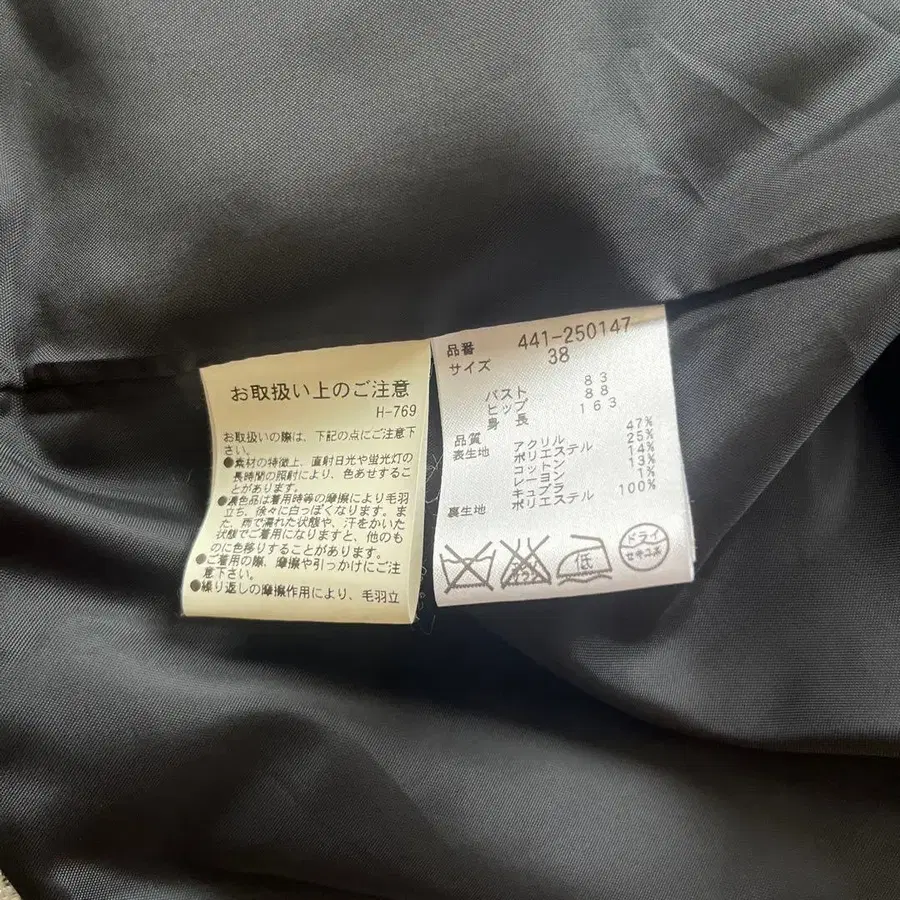 お取扱い上のご注意
H-769
お取扱いの際は、下記の点にご注意下
さい。
●素材の特徴上、直射日光や蛍光灯の
長時間の照射により、色あせするこ
とがあります。
●濃色品は着用時等の摩擦により毛羽
立ち、徐々に白っぽくなります。ま
た、雨で濡れた状態や、汗をかいた
状態でご着用になりますと、他のも
のに色移りすることがあります。
●ご着用の際、摩擦や引っかけにご注
意下さい。
●繰り返しの摩擦作用により、毛羽立
品番 441-250147
サイズ 38
バスト 83
ヒップ 88
身長 163
品質
表生地 アクリル 47%
ポリエステル 25%
コットン 14%
レーヨン 13%
キュプラ 1%
裏生地 ポリエステル 100%
エンソ
サラシ
低
ドライ
セキユ系